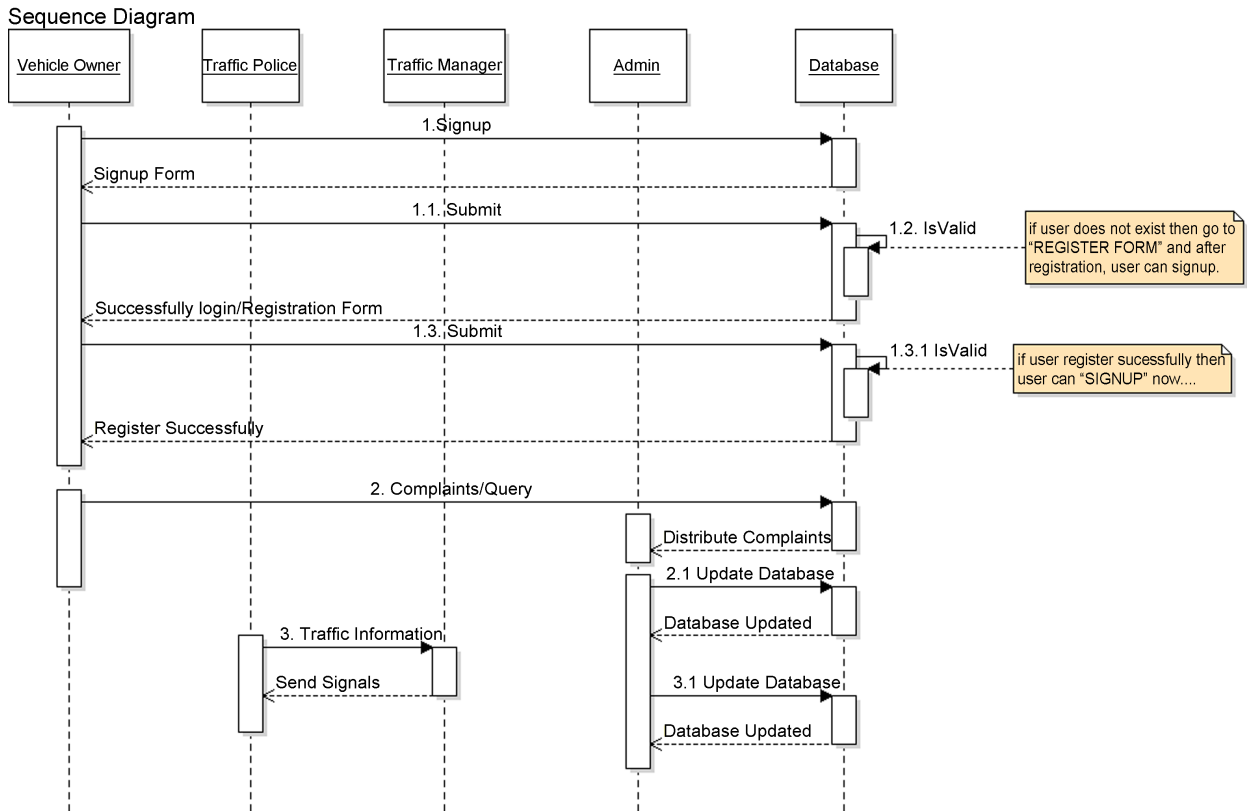 Sequence Diagram
Vehicle Owner
Traffic Police
Traffic Manager
Admin
Database
1.Signup
Signup Form
1.1. Submit
1.2. IsValid
if user does not exist then go to
“REGISTER FORM” and after
registration, user can signup.
Successfully login/Registration Form
1.3. Submit
1.3.1 IsValid
if user register sucessfully then
user can “SIGNUP” now....
Register Successfully
2. Complaints/Query
Distribute Complaints
2.1 Update Database
Database Updated
3. Traffic Information
Send Signals
3.1 Update Database
Database Updated